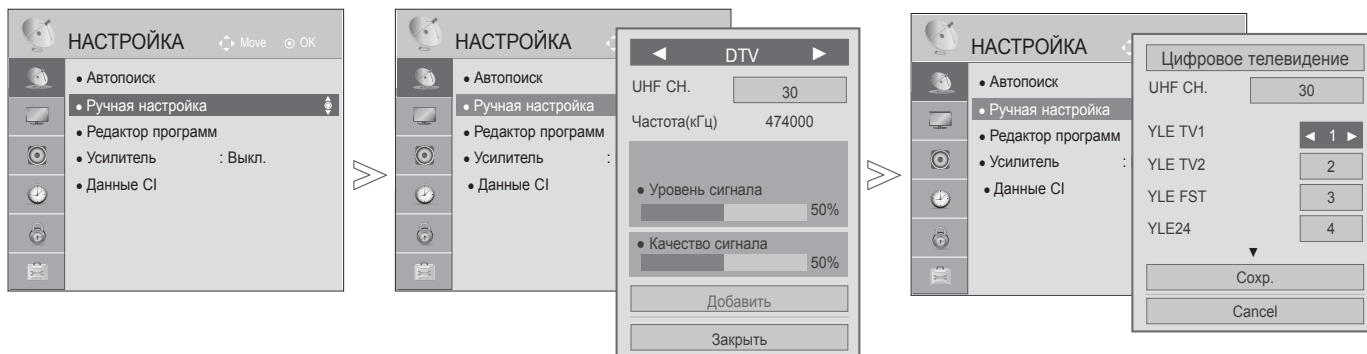 НАСТРОЙКА Move OK
• Автопоиск
• Ручная настройка
• Редактор программ
• Усилитель : Выкл.
• Данные CI
НАСТРОЙКА
• Автопоиск
• Ручная настройка
• Редактор программ
• Усилитель :
• Данные CI
◄ DTV ►
UHF CH. 30
Частота(кГц) 474000
• Уровень сигнала
50%
• Качество сигнала
50%
Добавить
Закрыть
НАСТРОЙКА
• Автопоиск
• Ручная настройка
• Редактор программ
• Усилитель :
• Данные CI
Цифровое телевидение
UHF CH. 30
YLE TV1 ◄ 1 ►
YLE TV2 2
YLE FST 3
YLE24 4
▼
Сохр.
Cancel